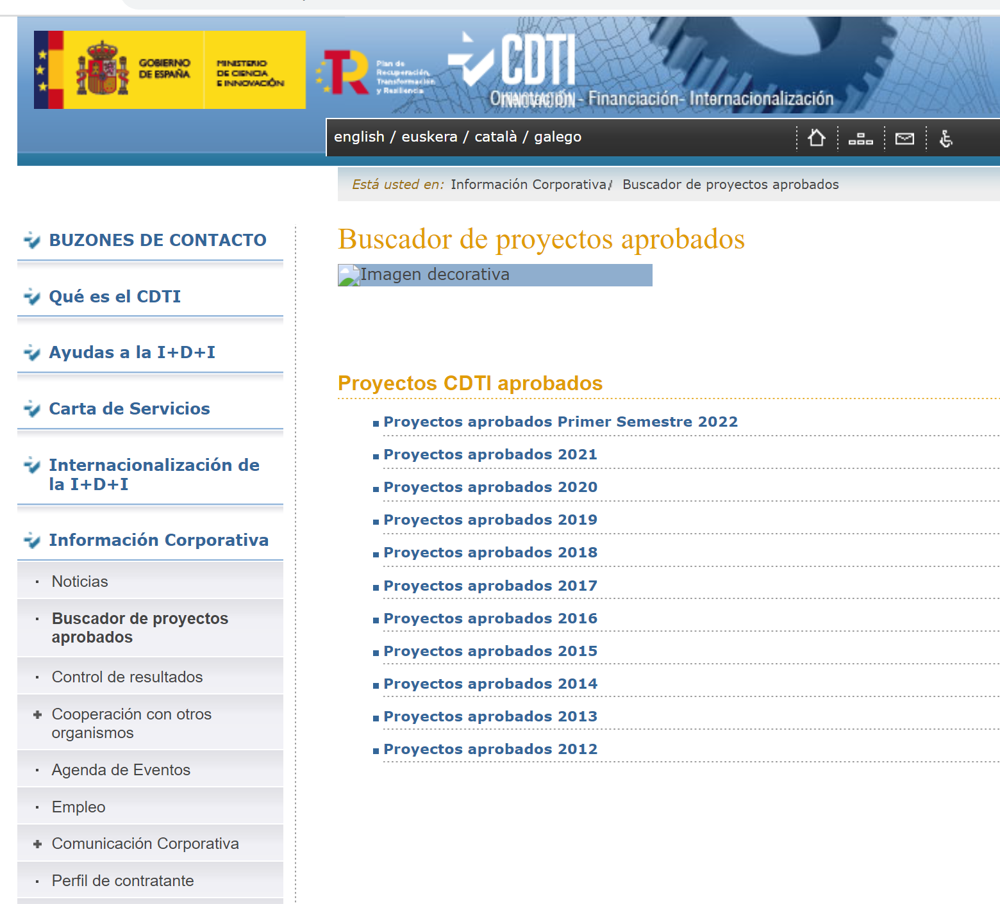 GOBIERNO
DE ESPAÑA
MINISTERIO
DE CIENCIA
E INNOVACIÓN
Plan de
Recuperación,
Transformación
y Resiliencia
CDTI
INNOVACIÓN
Orientación - Financiación- Internacionalización
english / euskera / català / galego
Está usted en: Información Corporativa/ Buscador de proyectos aprobados
BUZONES DE CONTACTO
Qué es el CDTI
Ayudas a la I+D+I
Carta de Servicios
Internacionalización de
la I+D+I
Información Corporativa
Noticias
Buscador de proyectos
aprobados
Control de resultados
Cooperación con otros
organismos
Agenda de Eventos
Empleo
Comunicación Corporativa
Perfil de contratante
Buscador de proyectos aprobados
Imagen decorativa
Proyectos CDTI aprobados
Proyectos aprobados Primer Semestre 2022
Proyectos aprobados 2021
Proyectos aprobados 2020
Proyectos aprobados 2019
Proyectos aprobados 2018
Proyectos aprobados 2017
Proyectos aprobados 2016
Proyectos aprobados 2015
Proyectos aprobados 2014
Proyectos aprobados 2013
Proyectos aprobados 2012